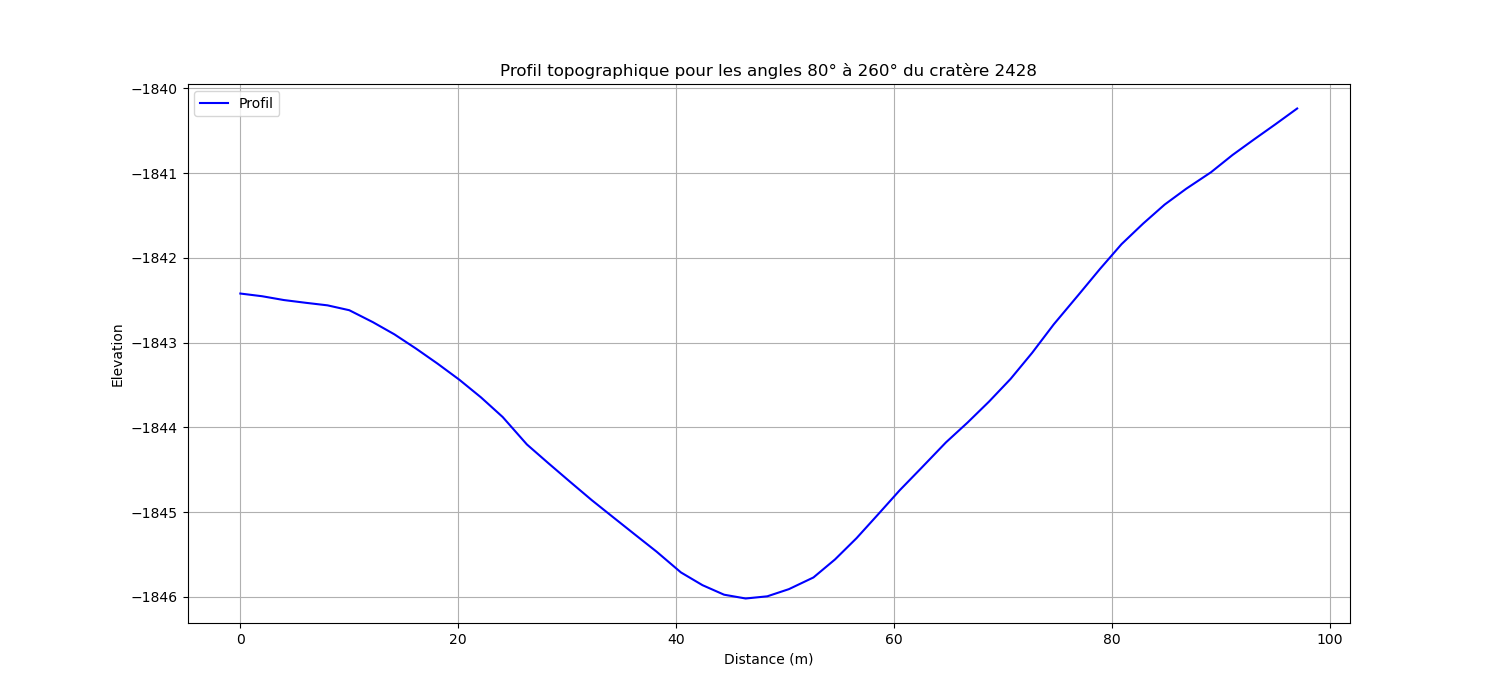 Profil topographique pour les angles 80° à 260° du cratère 2428
Profil
−1840
−1841
−1842
−1843
−1844
−1845
−1846
Elevation
0 20 40 60 80 100
Distance (m)